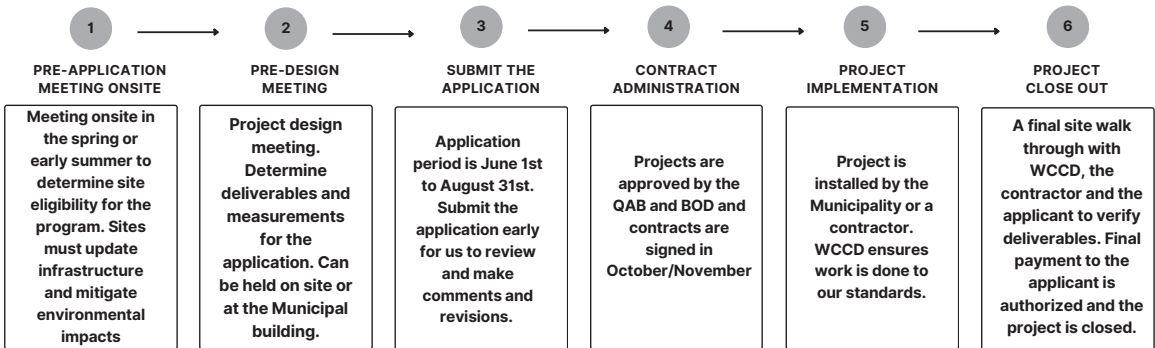 1
PRE-APPLICATION
MEETING ONSITE
Meeting onsite in
the spring or
early summer to
determine site
eligibility for the
program. Sites
must update
infrastructure
and mitigate
environmental
impacts
2
PRE-DESIGN
MEETING
Project design
meeting.
Determine
deliverables and
measurements
for the
application. Can
be held on site or
at the Municipal
building.
3
SUBMIT THE
APPLICATION
Application
period is June 1st
to August 31st.
Submit the
application early
for us to review
and make
comments and
revisions.
4
CONTRACT
ADMINISTRATION
Projects are
approved by the
QAB and BOD and
contracts are
signed in
October/November
5
PROJECT
IMPLEMENTATION
Project is
installed by the
Municipality or a
contractor.
WCCD ensures
work is done to
our standards.
6
PROJECT
CLOSE OUT
A final site walk
through with
WCCD, the
contractor and the
applicant to verify
deliverables. Final
payment to the
applicant is
authorized and the
project is closed.